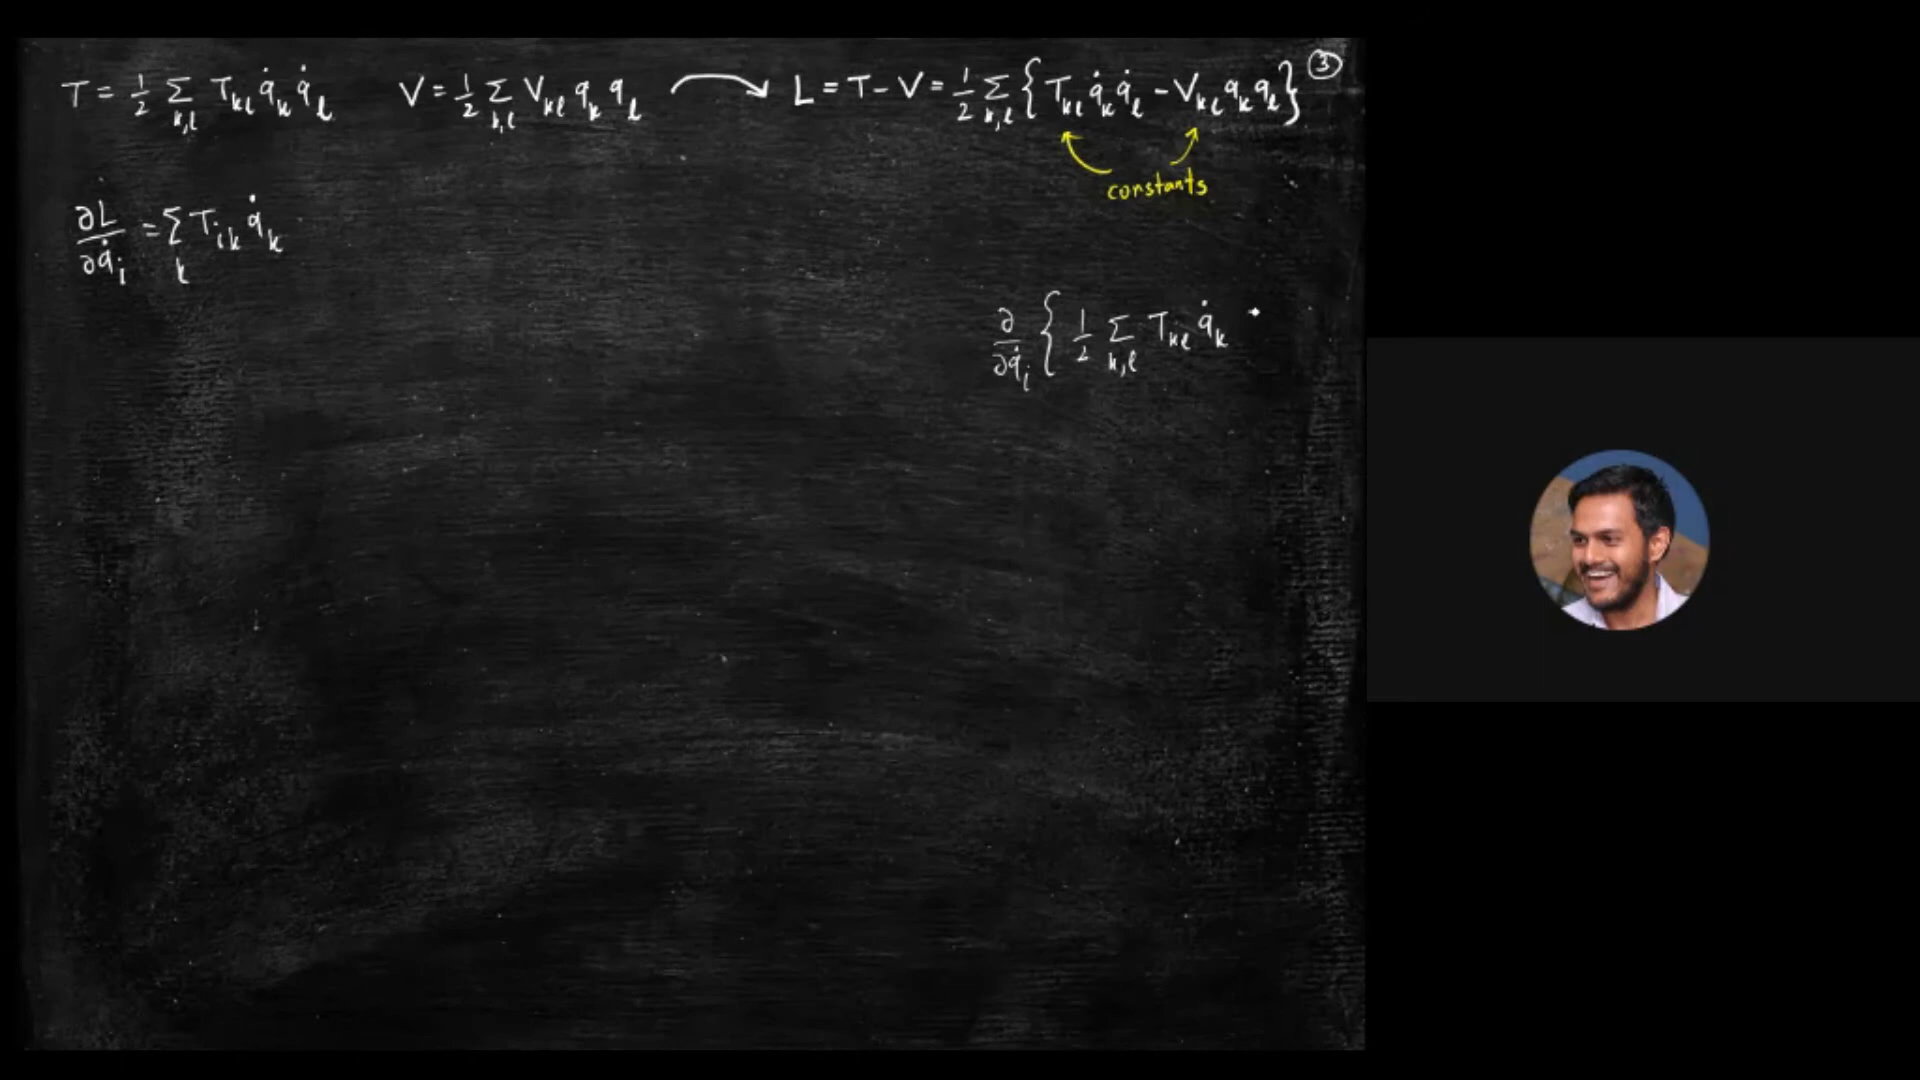 T = 1/2 Σ_{k,l} T_{kl} q̇_k q̇_l   V = 1/2 Σ_{k,l} V_{kl} q_k q_l → L = T - V = 1/2 Σ_{k,l} { T_{kl} q̇_k q̇_l - V_{kl} q_k q_l } ③
constants
∂L/∂q̇_i = Σ_k T_{ik} q̇_k
∂/∂q̇_i { 1/2 Σ_{k,l} T_{kl} q̇_k